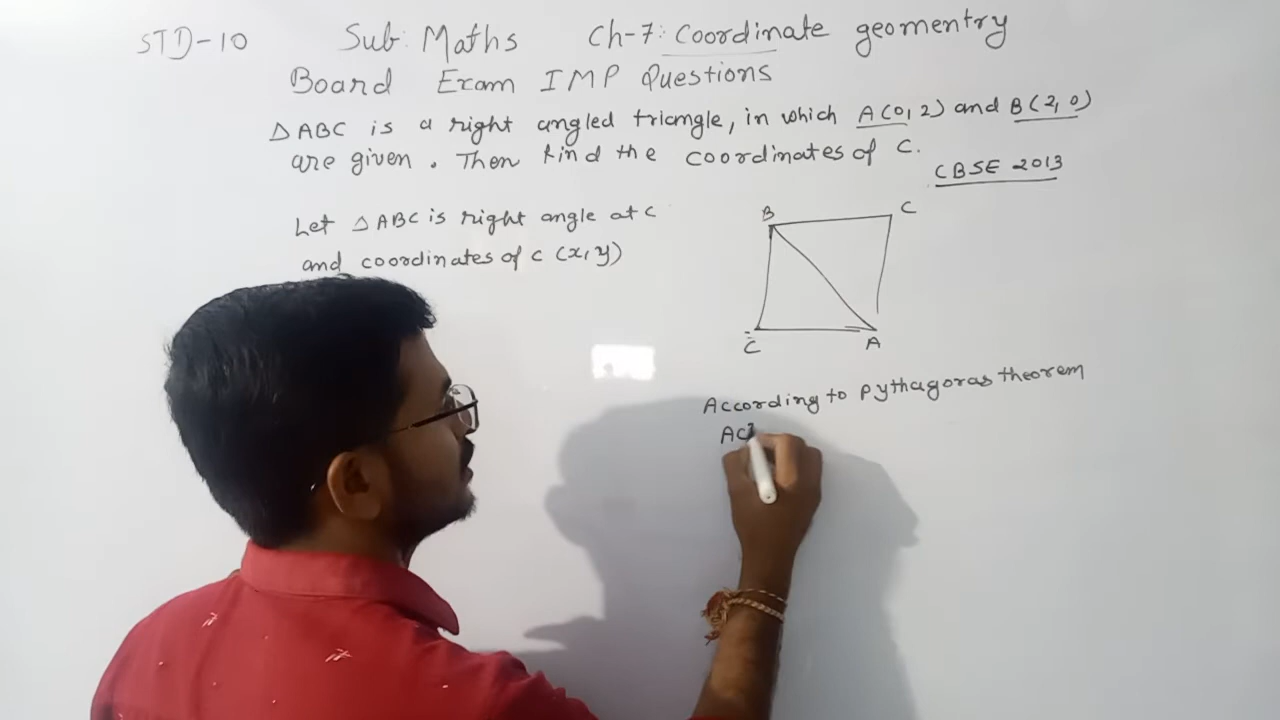 STD-10 Sub: Maths Ch-7: Coordinate geomentry
Board Exam IMP Questions
△ABC is a right angled triangle, in which A(0,2) and B(2,0)
are given. Then find the coordinates of C.
CBSE 2013
Let △ABC is right angle at C
and coordinates of C (x,y)
B C
C A
According to pythagoras theorem
AC²